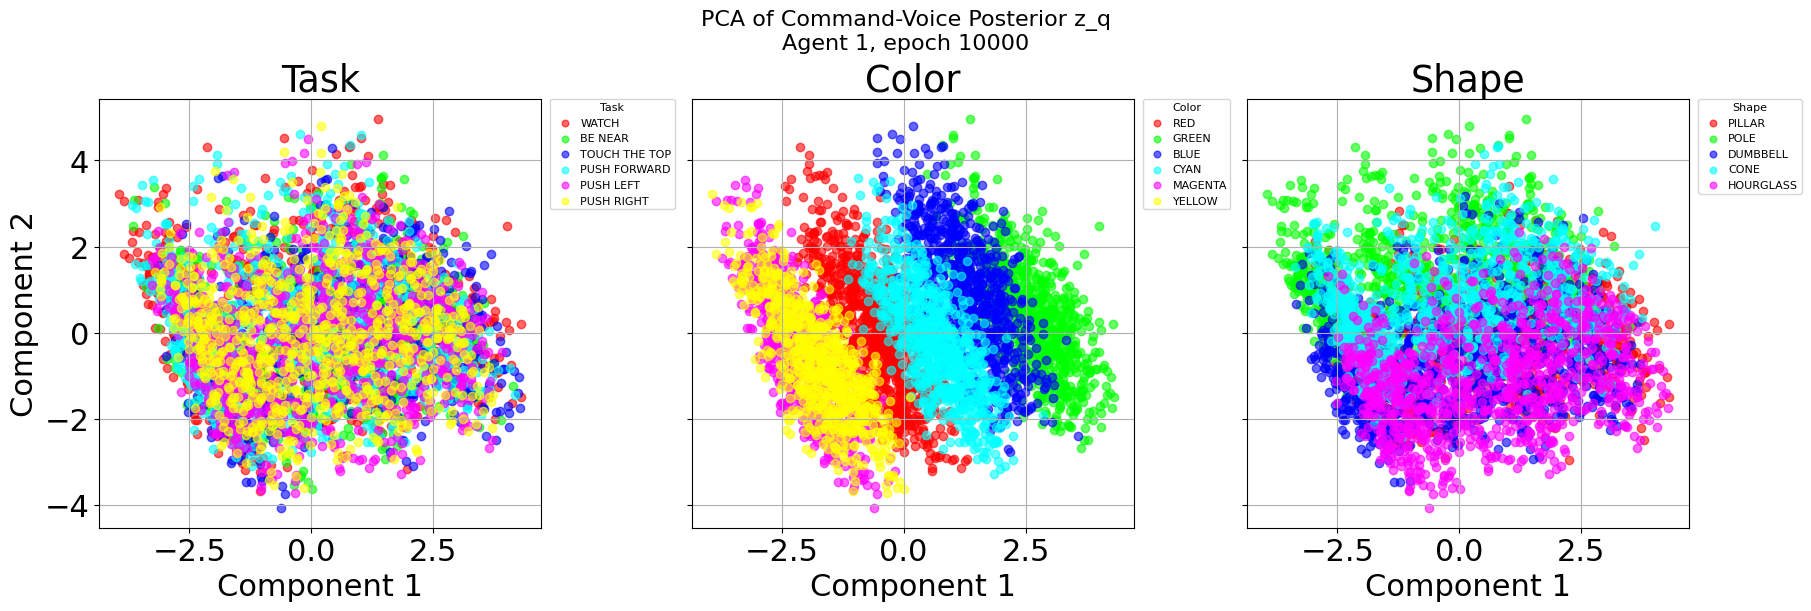 PCA of Command-Voice Posterior z_q
Agent 1, epoch 10000
Task
Component 2
4
2
0
−2
−4
−2.5 0.0 2.5
Component 1
Task
WATCH
BE NEAR
TOUCH THE TOP
PUSH FORWARD
PUSH LEFT
PUSH RIGHT
Color
−2.5 0.0 2.5
Component 1
Color
RED
GREEN
BLUE
CYAN
MAGENTA
YELLOW
Shape
−2.5 0.0 2.5
Component 1
Shape
PILLAR
POLE
DUMBBELL
CONE
HOURGLASS